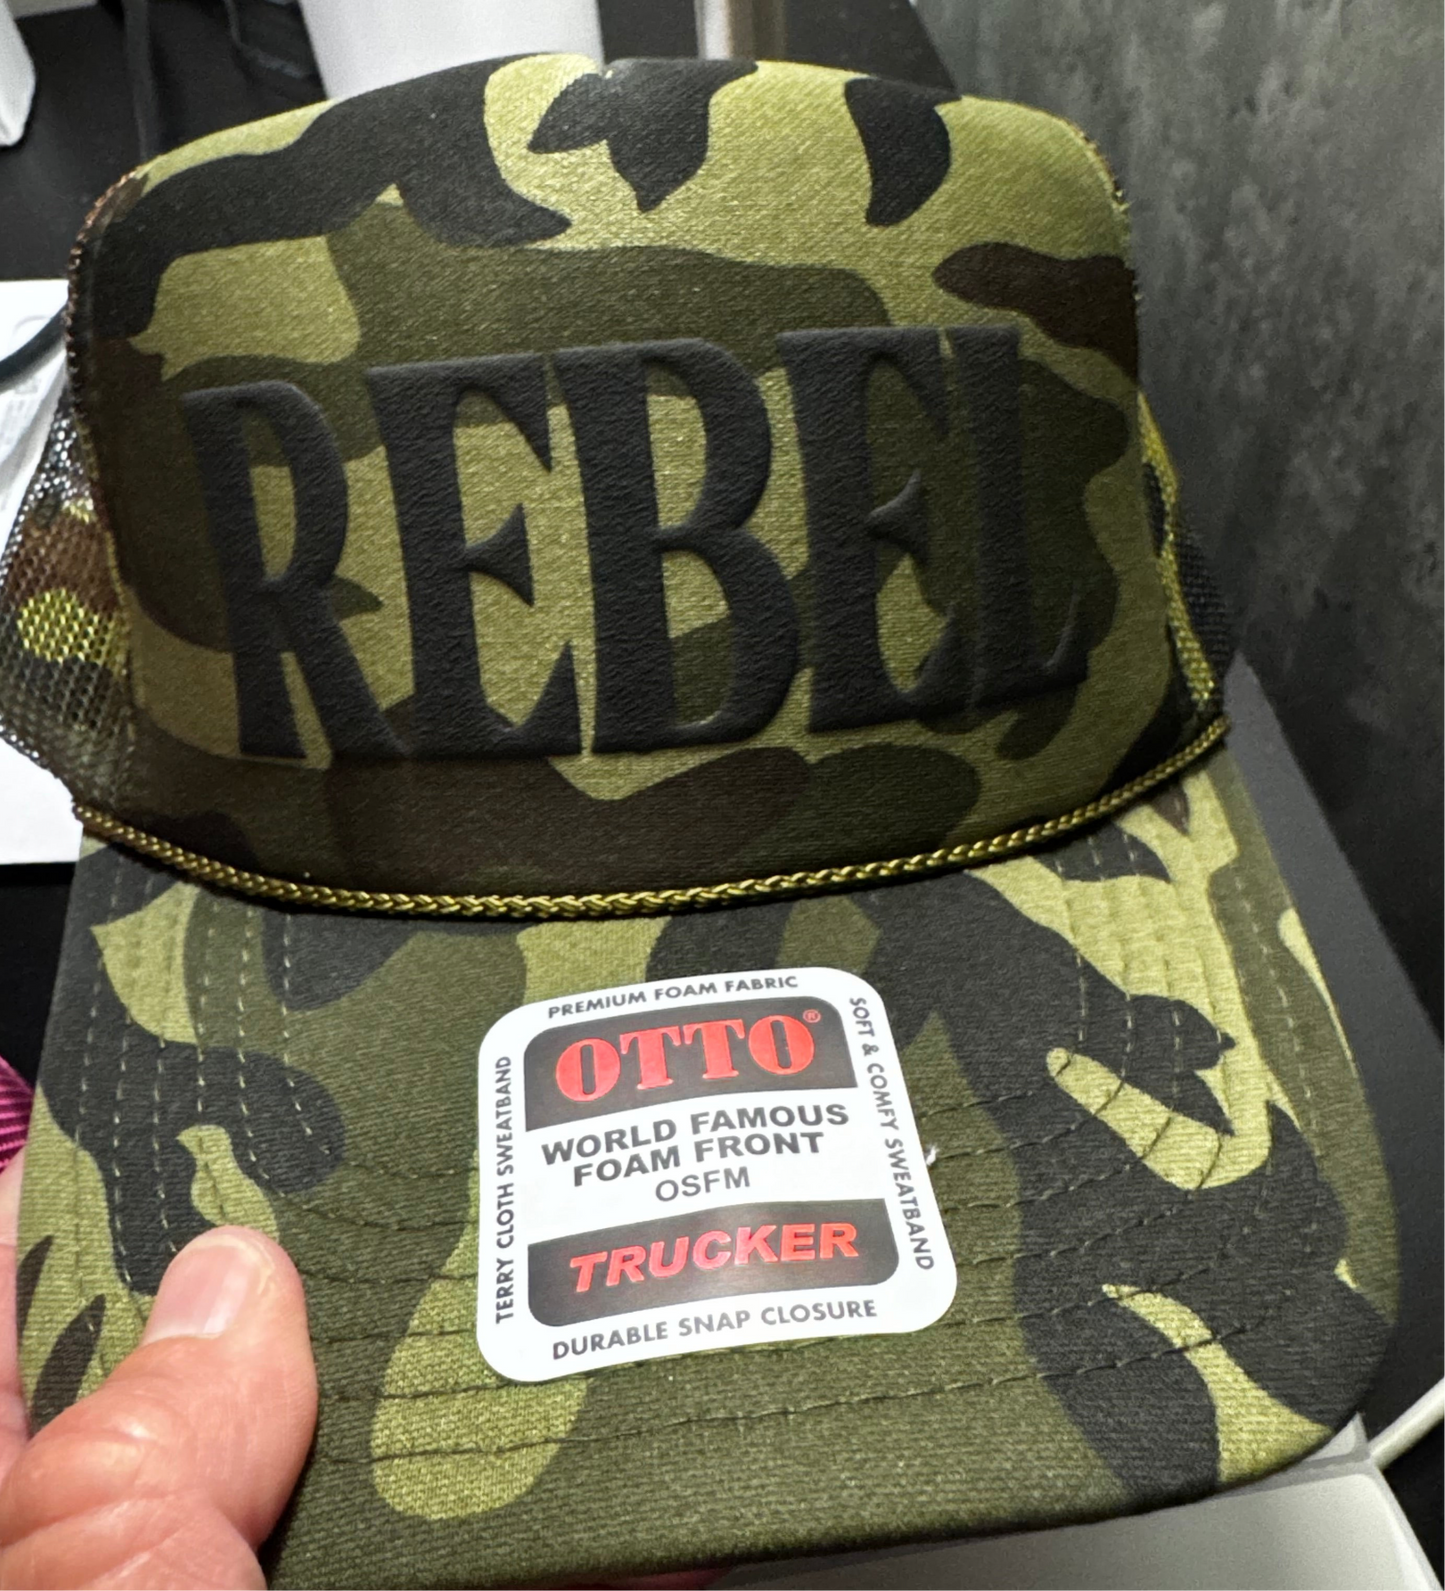 REBEL
PREMIUM FOAM FABRIC
OTTO®
WORLD FAMOUS
FOAM FRONT
OSFM
TRUCKER
DURABLE SNAP CLOSURE
TERRY CLOTH SWEATBAND
SOFT & COMFY SWEATBAND